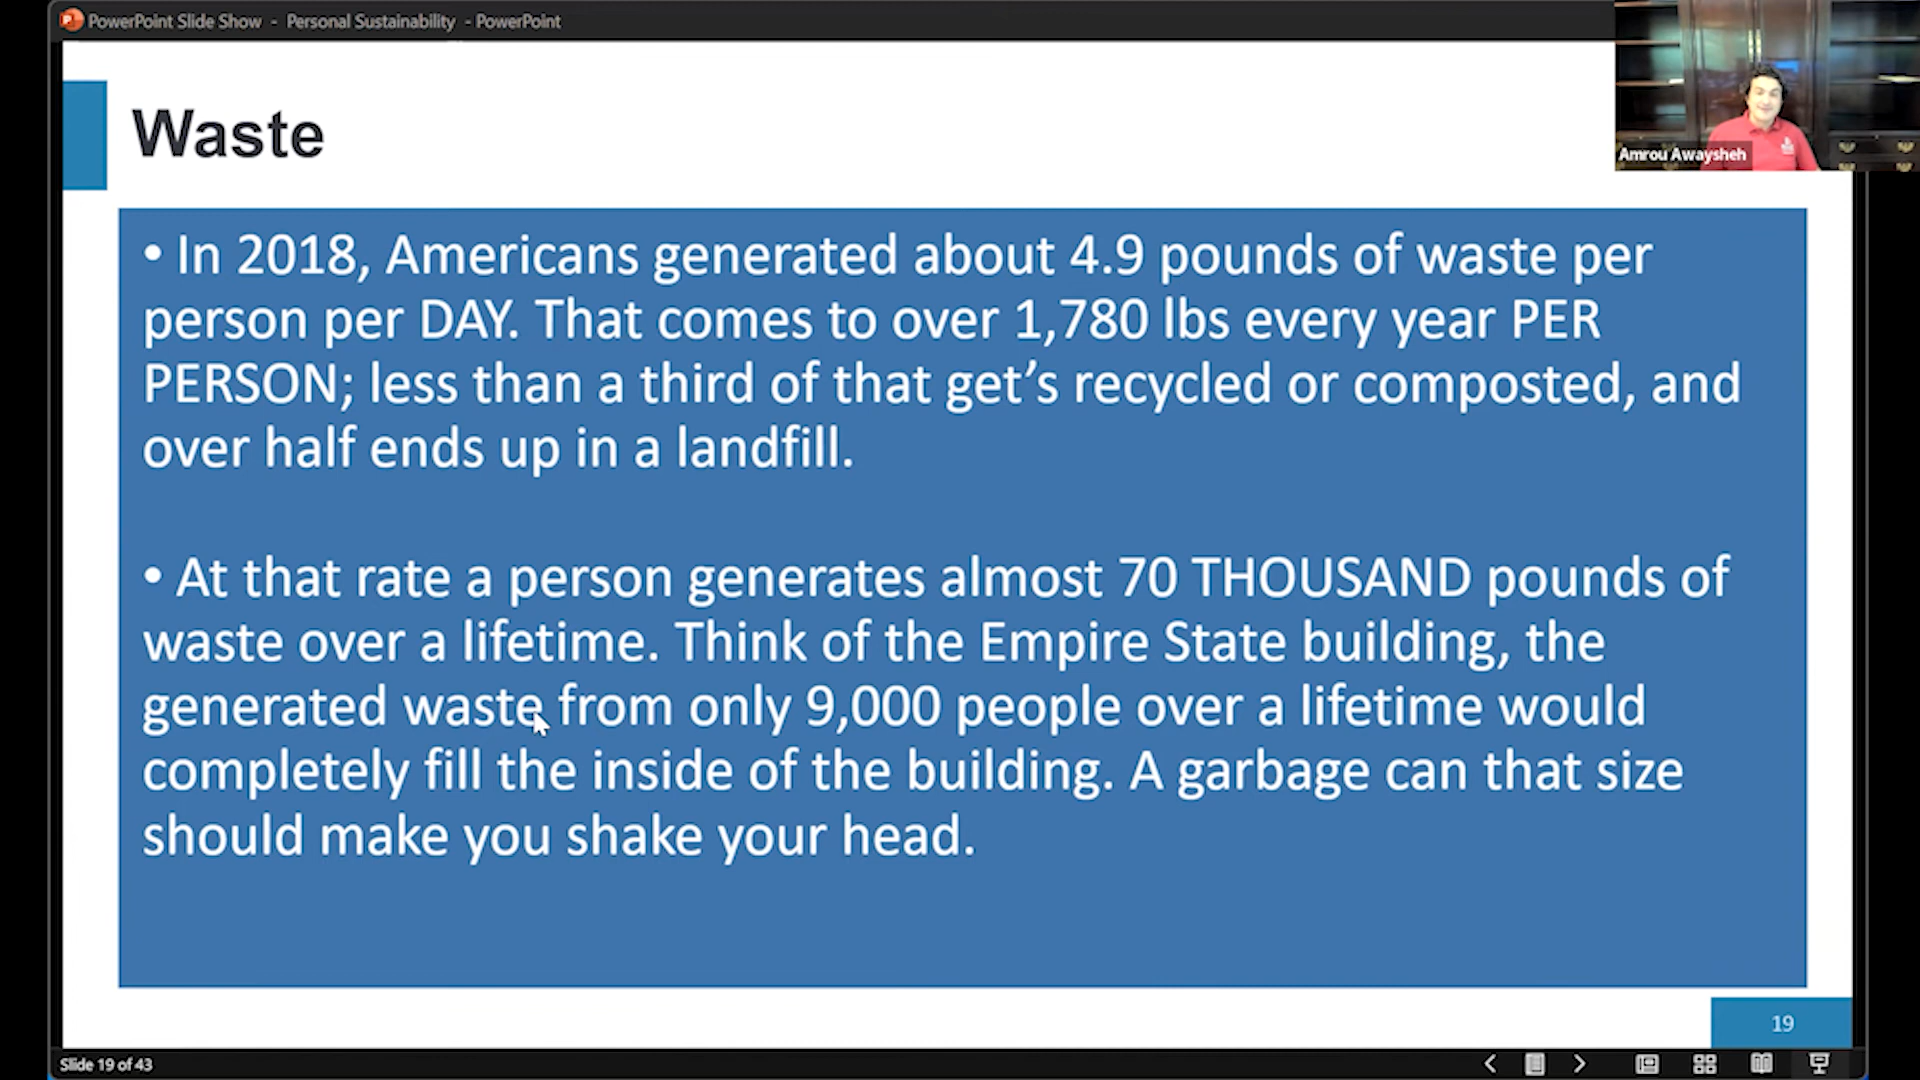 PowerPoint Slide Show - Personal Sustainability - PowerPoint
Amrou Awaysheh
Waste
• In 2018, Americans generated about 4.9 pounds of waste per
person per DAY. That comes to over 1,780 lbs every year PER
PERSON; less than a third of that get’s recycled or composted, and
over half ends up in a landfill.
• At that rate a person generates almost 70 THOUSAND pounds of
waste over a lifetime. Think of the Empire State building, the
generated waste from only 9,000 people over a lifetime would
completely fill the inside of the building. A garbage can that size
should make you shake your head.
19
Slide 19 of 43